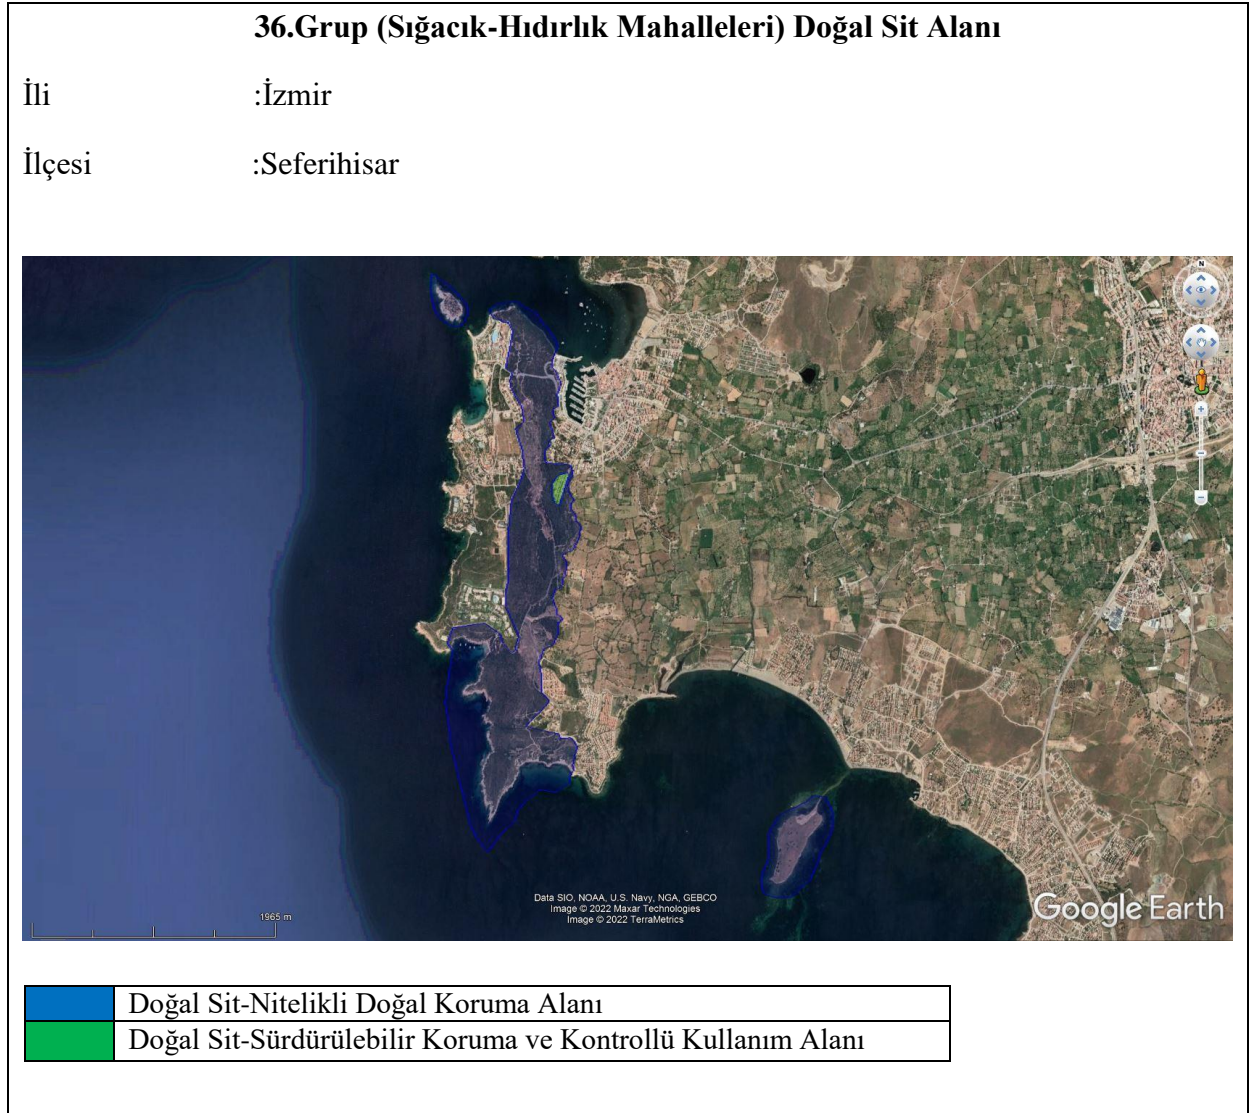 36.Grup (Sığacık-Hıdırlık Mahalleleri) Doğal Sit Alanı
İli :İzmir
İlçesi :Seferihisar
N
1965 m
Data SIO, NOAA, U.S. Navy, NGA, GEBCO
Image © 2022 Maxar Technologies
Image © 2022 TerraMetrics
Google Earth
Doğal Sit-Nitelikli Doğal Koruma Alanı
Doğal Sit-Sürdürülebilir Koruma ve Kontrollü Kullanım Alanı